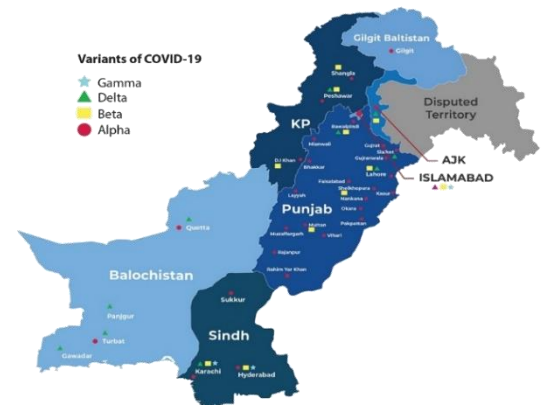 Variants of COVID-19
Gamma
Delta
Beta
Alpha
Gilgit Baltistan
Gilgit
Shangla
Peshawar
Disputed
Territory
KP
Rawalpindi
Mianwali
Gujrat
Sialkot
Gujranwala
AJK
ISLAMABAD
DI Khan
Bhakkar
Lahore
Faisalabad
Sheikhupura
Kasur
Layyah
Nankana
Okara
Punjab
Pakpattan
Multan
Muzaffargarh
Vihari
Quetta
Rajanpur
Rahim Yar Khan
Balochistan
Sukkur
Panjgur
Sindh
Turbat
Gawadar
Karachi
Hyderabad